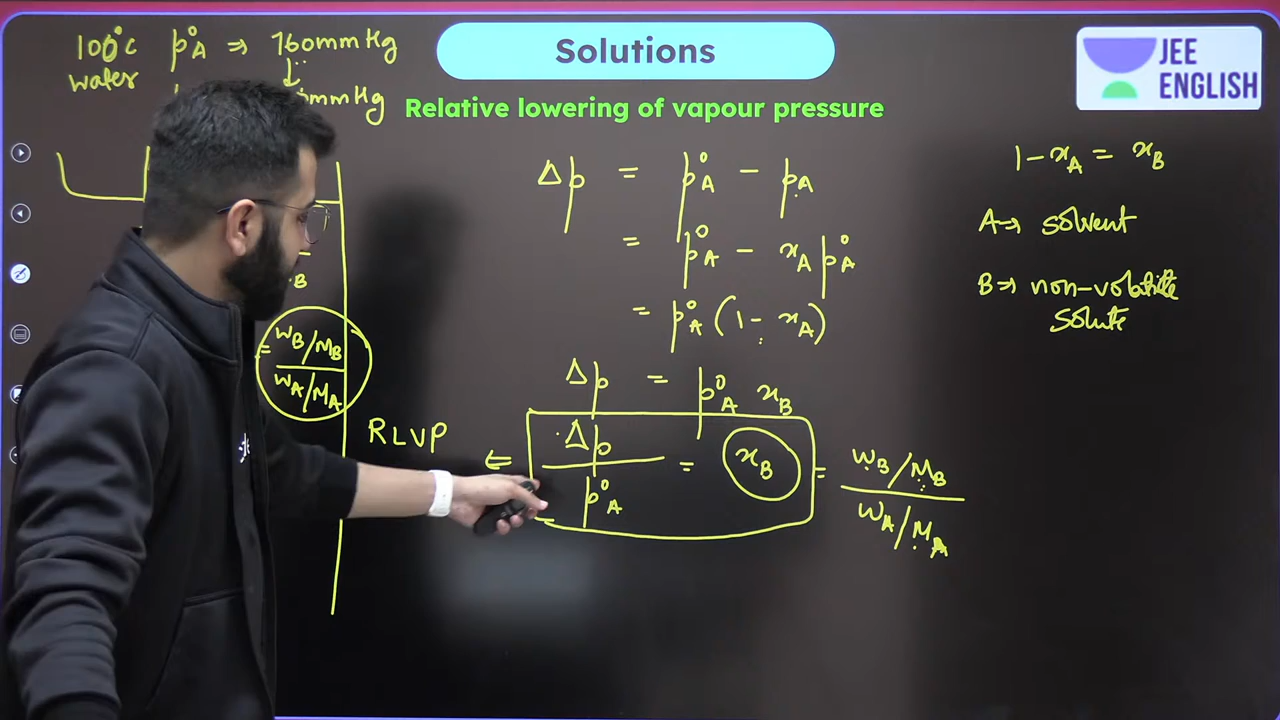 Solutions
JEE
ENGLISH
Relative lowering of vapour pressure
100°C p°A ⇒ 760mmHg
water
mmHg
Δp = p°A - pA
= p°A - xA p°A
= p°A (1 - xA)
Δp = p°A xB
RLVP ⇐ Δp / p°A = xB = wB/MB / wA/MA
1 - xA = xB
A→ solvent
B→ non-volatile
solute
B
= wB/MB
wA/MA